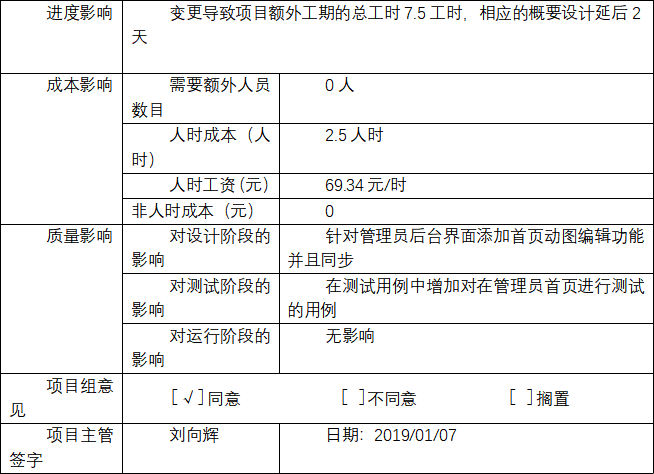 进度影响
变更导致项目额外工期的总工时 7.5 工时，相应的概要设计延后 2
天
成本影响
需要额外人员
数目
0 人
人时成本（人
时）
2.5 人时
人时工资(元)
69.34 元/时
非人时成本（元）
0
质量影响
对设计阶段的
影响
针对管理员后台界面添加首页动图编辑功能
并且同步
对测试阶段的
影响
在测试用例中增加对在管理员首页进行测试
的用例
对运行阶段的
影响
无影响
项目组意
见
[ √ ]同意 [ ]不同意 [ ]搁置
项目主管
签字
刘向辉
日期：2019/01/07